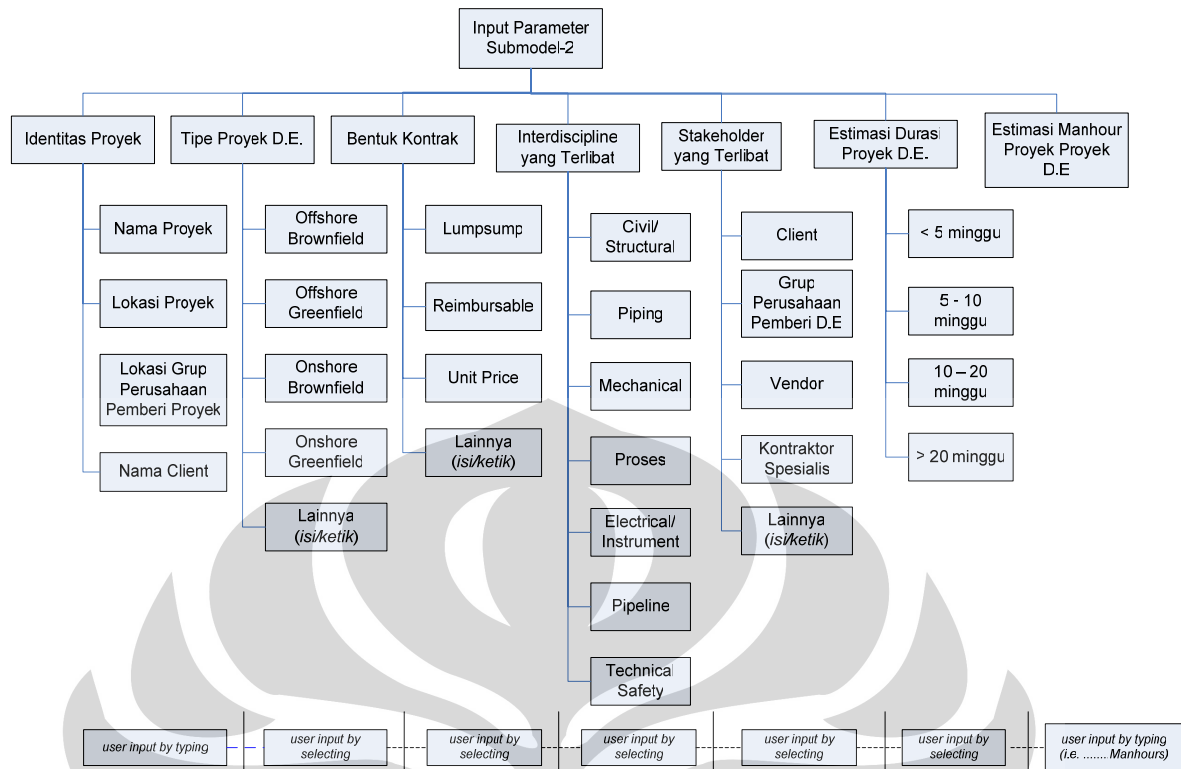 Input Parameter
Submodel-2
Identitas Proyek
Tipe Proyek D.E.
Bentuk Kontrak
Interdiscipline
yang Terlibat
Stakeholder
yang Terlibat
Estimasi Durasi
Proyek D.E.
Estimasi Manhour
Proyek Proyek
D.E
Nama Proyek
Lokasi Proyek
Lokasi Grup
Perusahaan
Pemberi Proyek
Nama Client
Offshore
Brownfield
Offshore
Greenfield
Onshore
Brownfield
Onshore
Greenfield
Lainnya
(isi/ketik)
Lumpsump
Reimbursable
Unit Price
Lainnya
(isi/ketik)
Civil/
Structural
Piping
Mechanical
Proses
Electrical/
Instrument
Pipeline
Technical
Safety
Client
Grup
Perusahaan
Pemberi D.E
Vendor
Kontraktor
Spesialis
Lainnya
(isi/ketik)
< 5 minggu
5 - 10
minggu
10 – 20
minggu
> 20 minggu
user input by typing
user input by
selecting
user input by
selecting
user input by
selecting
user input by
selecting
user input by
selecting
user input by typing
(i.e. ....... Manhours)